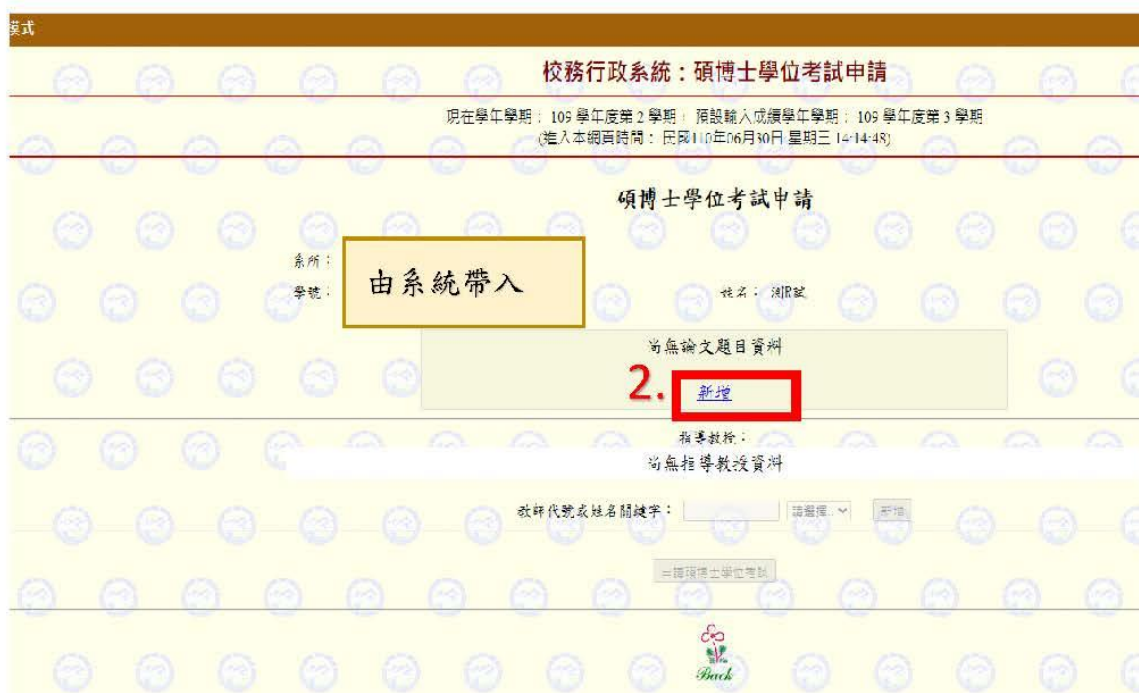 模式
校務行政系統：碩博士學位考試申請
現在學年學期： 109 學年度第 2 學期； 預設輸入成績學年學期： 109 學年度第 3 學期
(進入本網頁時間： 民國110年06月30日 星期三 14:14:48)
碩博士學位考試申請
系所：
由系統帶入
學號：
姓名： 測R試
尚無論文題目資料
2. 新增
指導教授：
尚無指導教授資料
教師代號或姓名關鍵字： 請選擇.. 新增
申請碩博士學位考試
Back